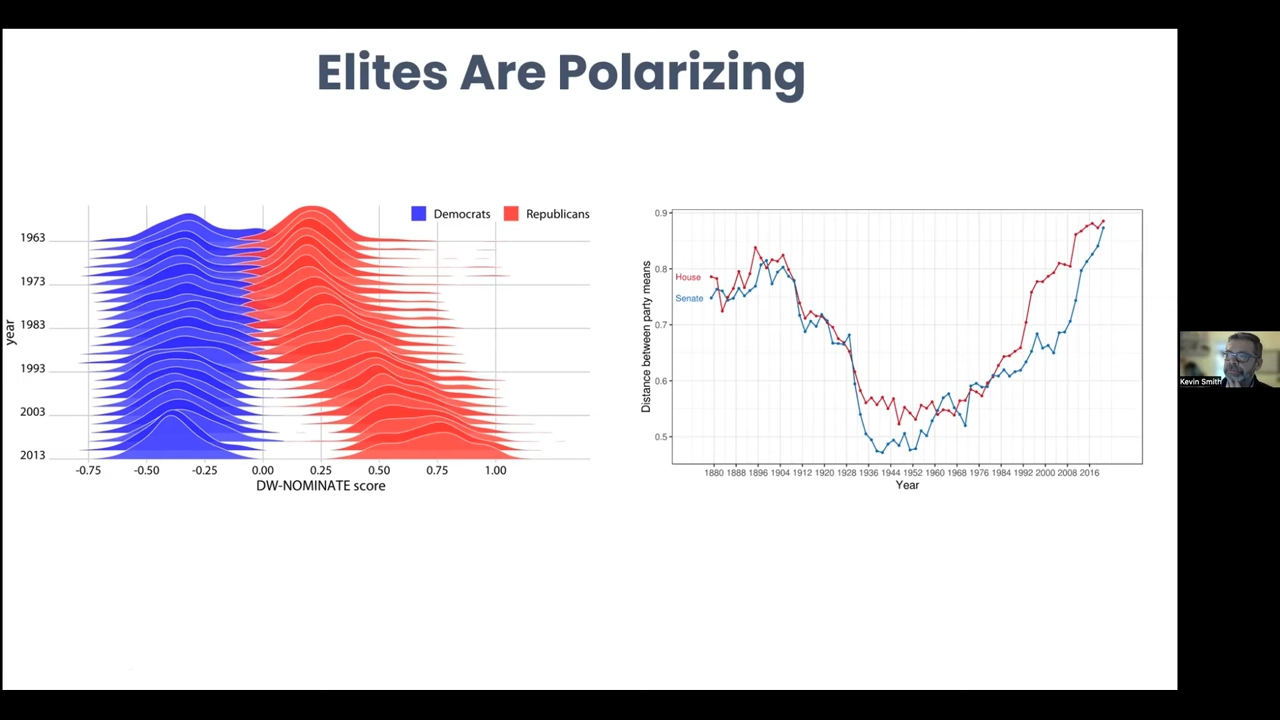 Elites Are Polarizing
Democrats Republicans
1963
1973
1983
1993
2003
2013
year
-0.75 -0.50 -0.25 0.00 0.25 0.50 0.75 1.00
DW-NOMINATE score
0.9
0.8
0.7
0.6
0.5
Distance between party means
House
Senate
1880 1888 1896 1904 1912 1920 1928 1936 1944 1952 1960 1968 1976 1984 1992 2000 2008 2016
Year
Kevin Smith